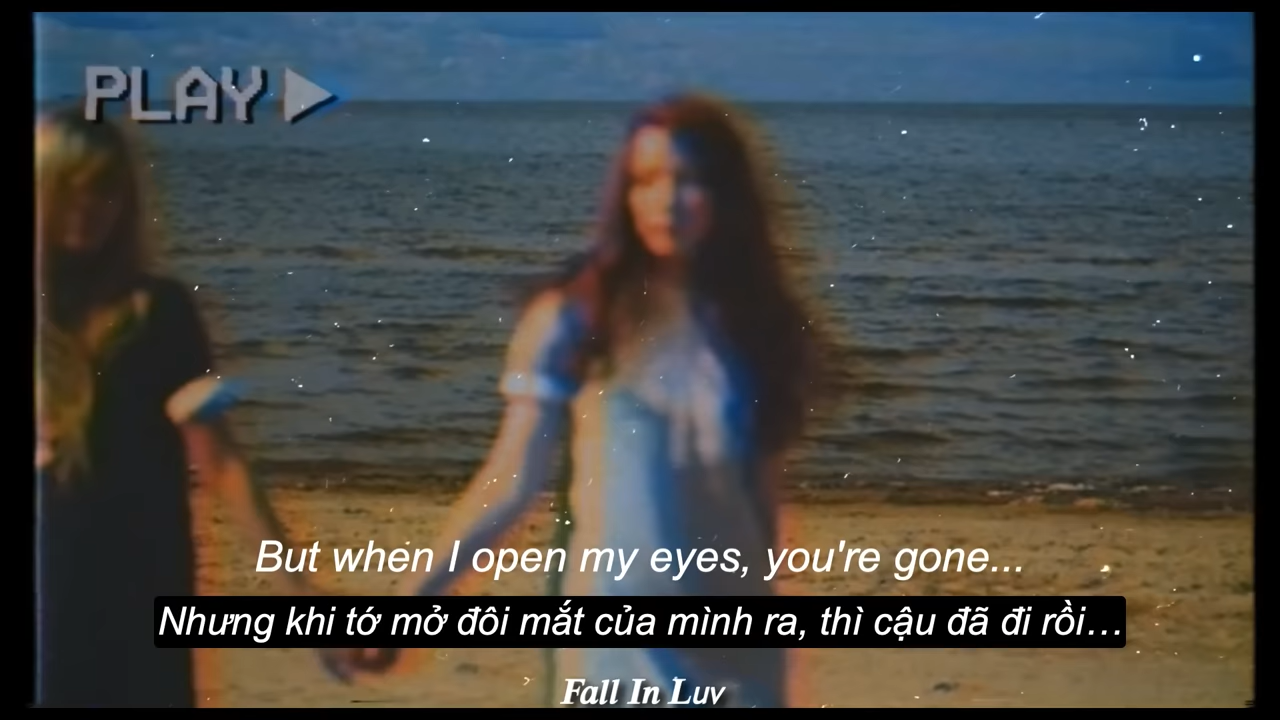 PLAY
But when I open my eyes, you're gone...
Nhưng khi tớ mở đôi mắt của mình ra, thì cậu đã đi rồi...
Fall In Luv